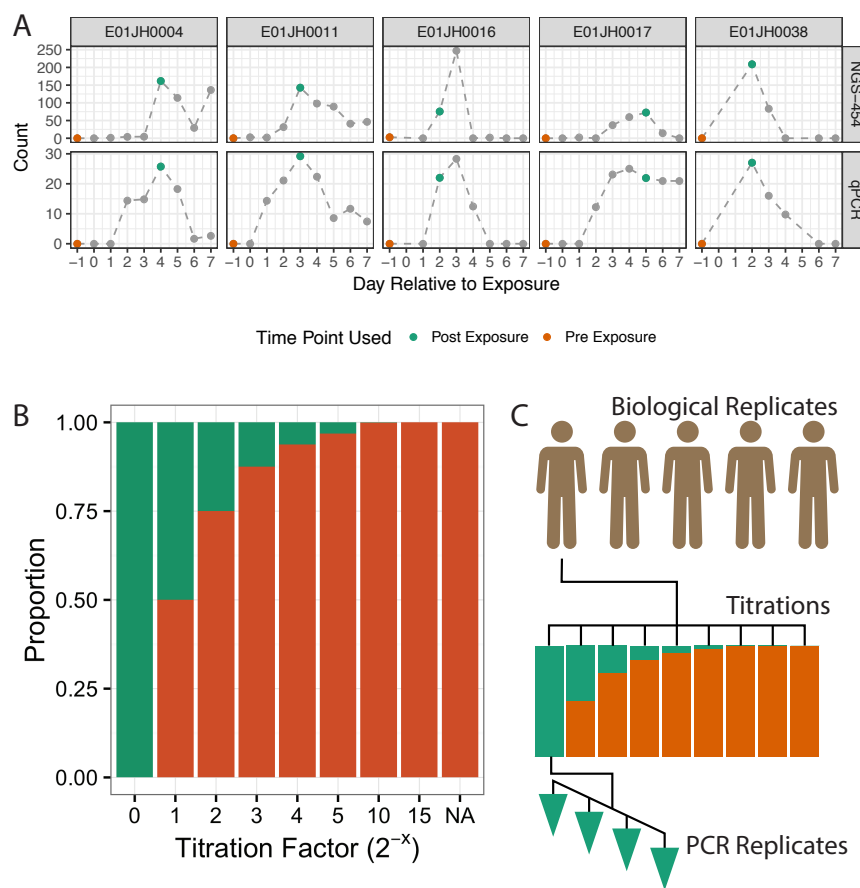 A
E01JH0004 E01JH0011 E01JH0016 E01JH0017 E01JH0038
250
200
150
100
50
0
NGS-454
Count
30
20
10
0
qPCR
-1 0 1 2 3 4 5 6 7 -1 0 1 2 3 4 5 6 7 -1 0 1 2 3 4 5 6 7 -1 0 1 2 3 4 5 6 7 -1 0 1 2 3 4 5 6 7
Day Relative to Exposure
Time Point Used Post Exposure Pre Exposure
B
1.00
0.75
0.50
0.25
0.00
Proportion
0 1 2 3 4 5 10 15 NA
Titration Factor (2⁻ˣ)
C
Biological Replicates
Titrations
PCR Replicates